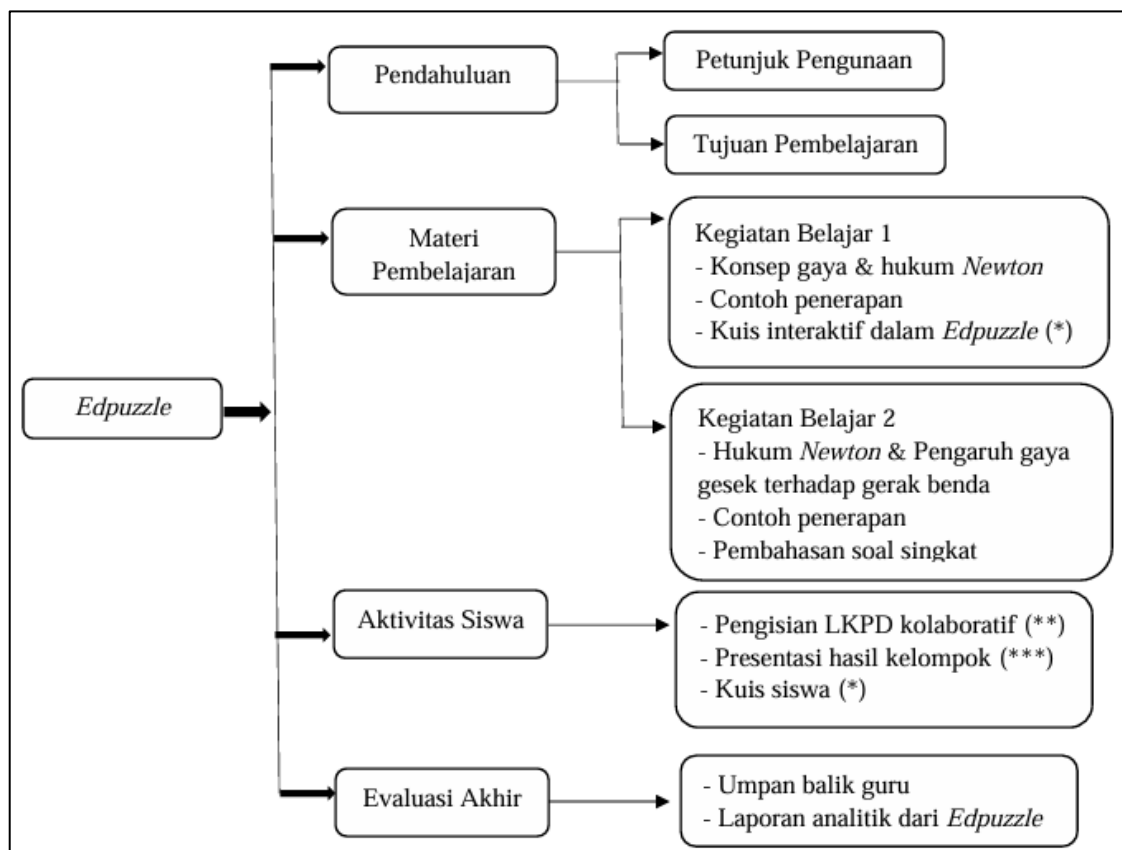 Pendahuluan
Petunjuk Pengunaan
Tujuan Pembelajaran
Materi
Pembelajaran
Kegiatan Belajar 1
- Konsep gaya & hukum Newton
- Contoh penerapan
- Kuis interaktif dalam Edpuzzle (*)
Edpuzzle
Kegiatan Belajar 2
- Hukum Newton & Pengaruh gaya
gesek terhadap gerak benda
- Contoh penerapan
- Pembahasan soal singkat
Aktivitas Siswa
- Pengisian LKPD kolaboratif (**)
- Presentasi hasil kelompok (***)
- Kuis siswa (*)
Evaluasi Akhir
- Umpan balik guru
- Laporan analitik dari Edpuzzle